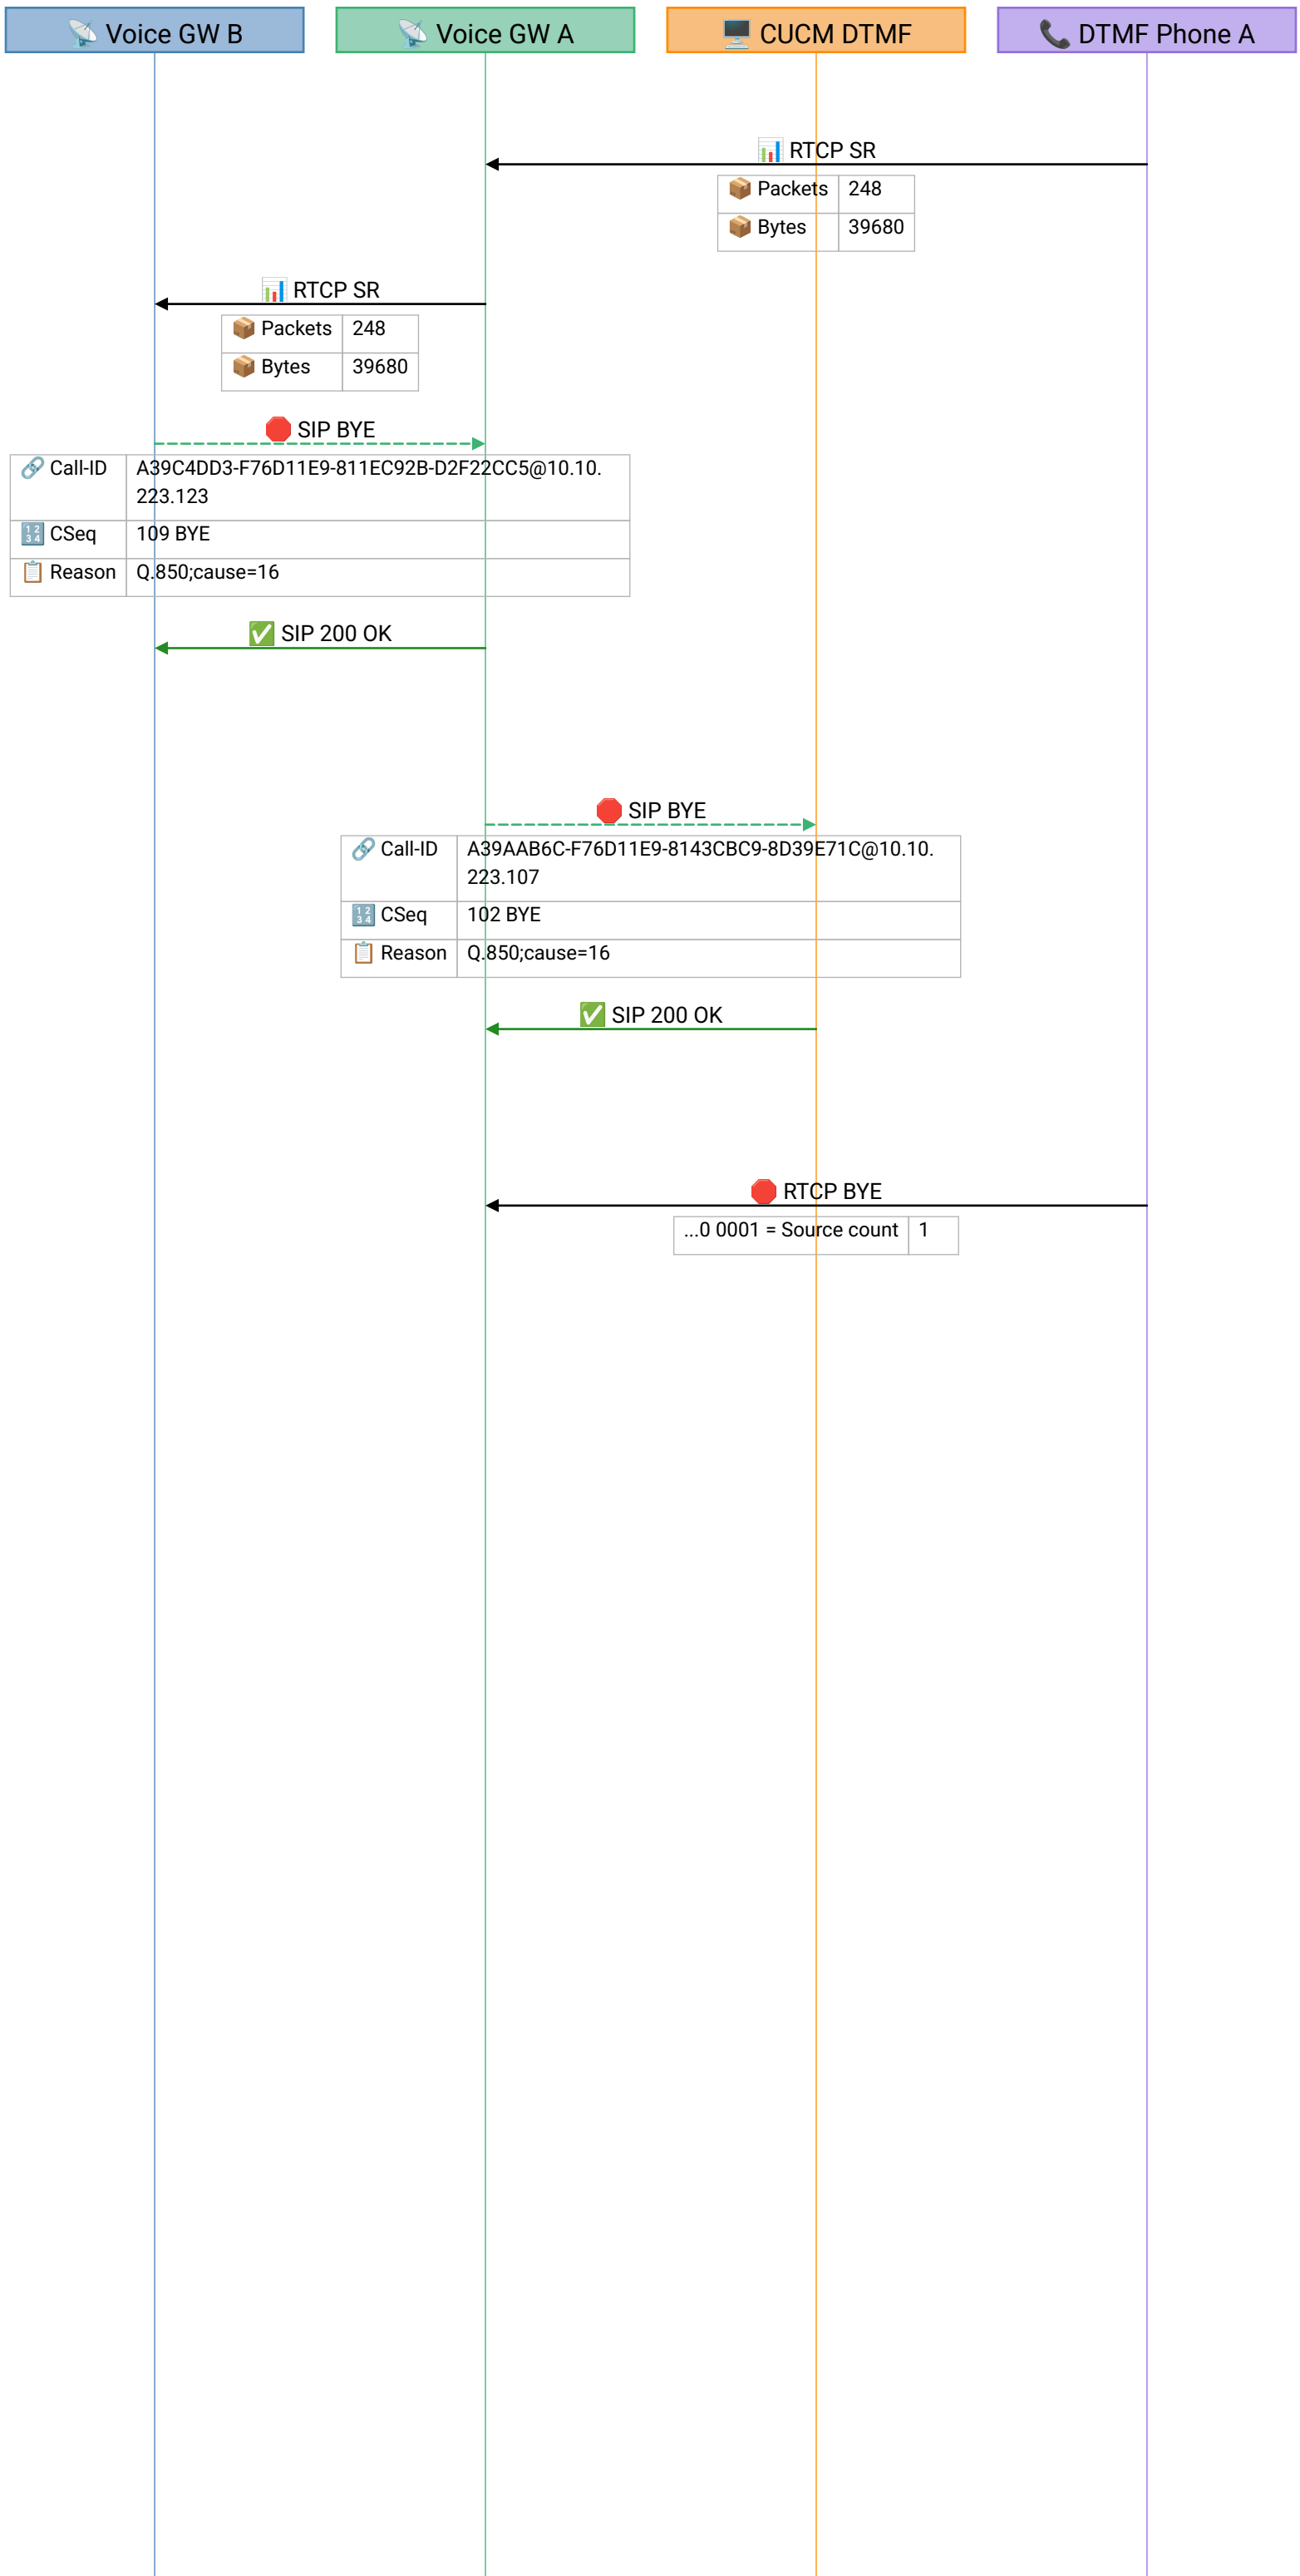 📡 Voice GW B
📡 Voice GW A
🖥️ CUCM DTMF
📞 DTMF Phone A
📊 RTCP SR
📦 Packets 248
📦 Bytes 39680
📊 RTCP SR
📦 Packets 248
📦 Bytes 39680
🛑 SIP BYE
🔗 Call-ID A39C4DD3-F76D11E9-811EC92B-D2F22CC5@10.10.
223.123
🔢 CSeq 109 BYE
📋 Reason Q.850;cause=16
✅ SIP 200 OK
🛑 SIP BYE
🔗 Call-ID A39AAB6C-F76D11E9-8143CBC9-8D39E71C@10.10.
223.107
🔢 CSeq 102 BYE
📋 Reason Q.850;cause=16
✅ SIP 200 OK
🛑 RTCP BYE
...0 0001 = Source count 1